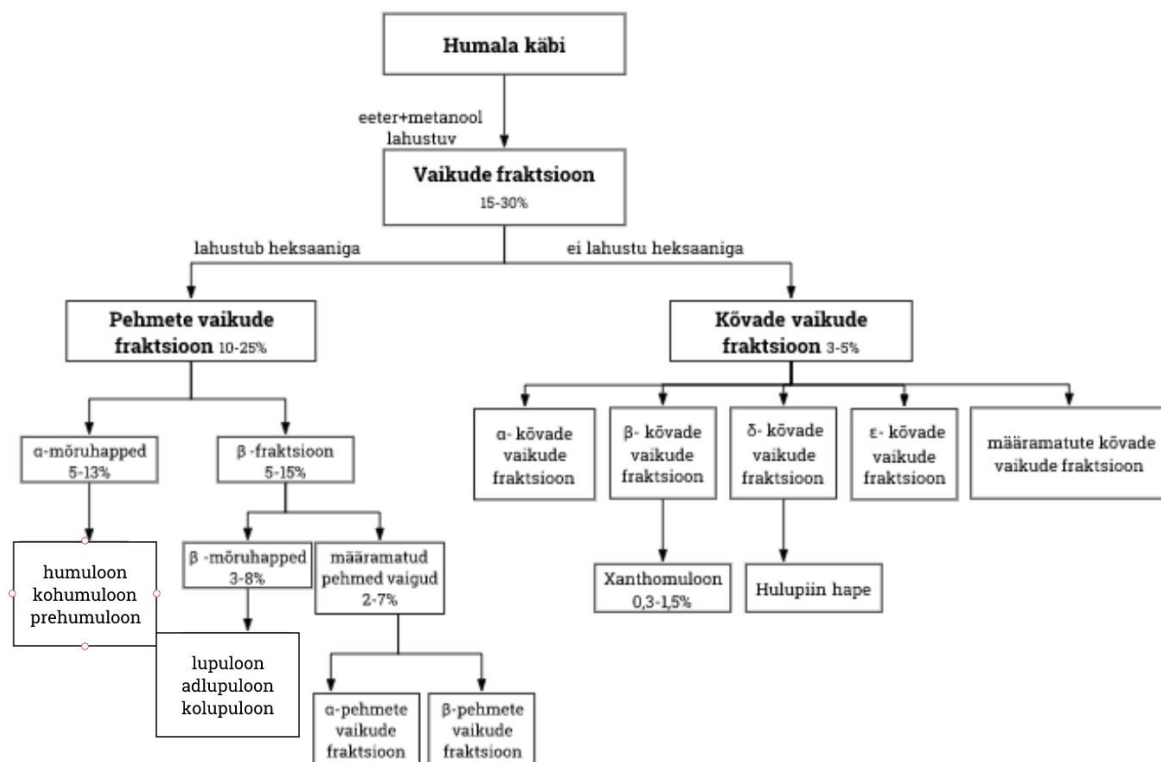 Humala käbi
eeter+metanool
lahustuv
Vaikude fraktsioon
15-30%
lahustub heksaaniga
ei lahustu heksaaniga
Pehmete vaikude
fraktsioon 10-25%
Kõvade vaikude
fraktsioon 3-5%
α-mõruhapped
5-13%
β -fraktsioon
5-15%
α- kõvade
vaikude
fraktsioon
β- kõvade
vaikude
fraktsioon
δ- kõvade
vaikude
fraktsioon
ε- kõvade
vaikude
fraktsioon
määramatute kõvade
vaikude fraktsioon
humuloon
kohumuloon
prehumuloon
β -mõruhapped
3-8%
määramatud
pehmed vaigud
2-7%
Xanthomuloon
0,3-1,5%
Hulupiin hape
lupuloon
adlupuloon
kolupuloon
α-pehmete
vaikude
fraktsioon
β-pehmete
vaikude
fraktsioon